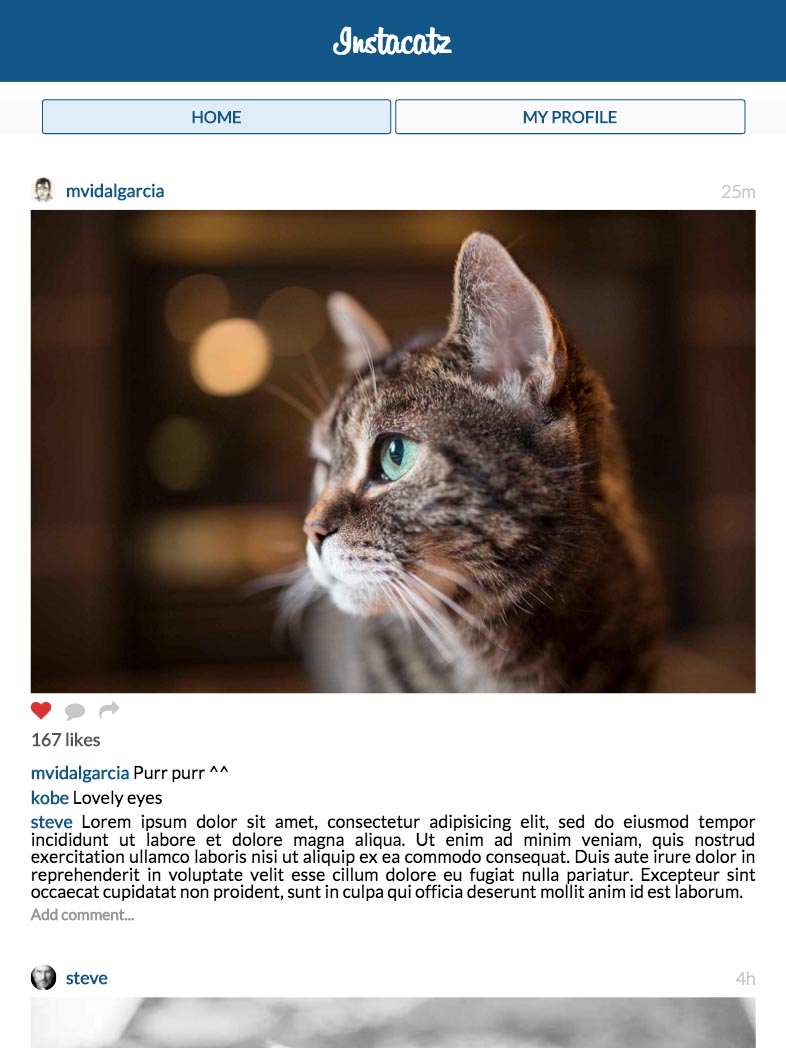 Instacatz
HOME
MY PROFILE
mvidalgarcia
25m
167 likes
mvidalgarcia Purr purr ^^
kobe Lovely eyes
steve Lorem ipsum dolor sit amet, consectetur adipisicing elit, sed do eiusmod tempor
incididunt ut labore et dolore magna aliqua. Ut enim ad minim veniam, quis nostrud
exercitation ullamco laboris nisi ut aliquip ex ea commodo consequat. Duis aute irure dolor in
reprehenderit in voluptate velit esse cillum dolore eu fugiat nulla pariatur. Excepteur sint
occaecat cupidatat non proident, sunt in culpa qui officia deserunt mollit anim id est laborum.
Add comment...
steve
4h